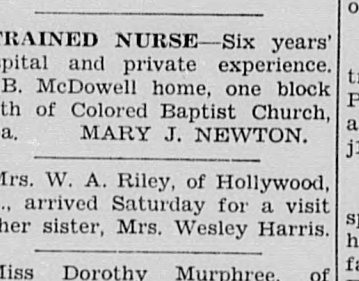 TRAINED NURSE—Six years'
spital and private experience.
B. McDowell home, one block
th of Colored Baptist Church,
a. MARY J. NEWTON.
Mrs. W. A. Riley, of Hollywood,
., arrived Saturday for a visit
her sister, Mrs. Wesley Harris.
Miss Dorothy Murphree, of